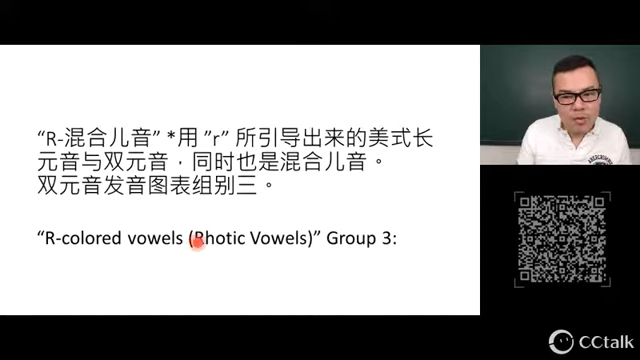 “R-混合儿音” *用 ”r” 所引导出来的美式长
元音与双元音，同时也是混合儿音。
双元音发音图表组别三。
“R-colored vowels (Rhotic Vowels)” Group 3:
CCtalk